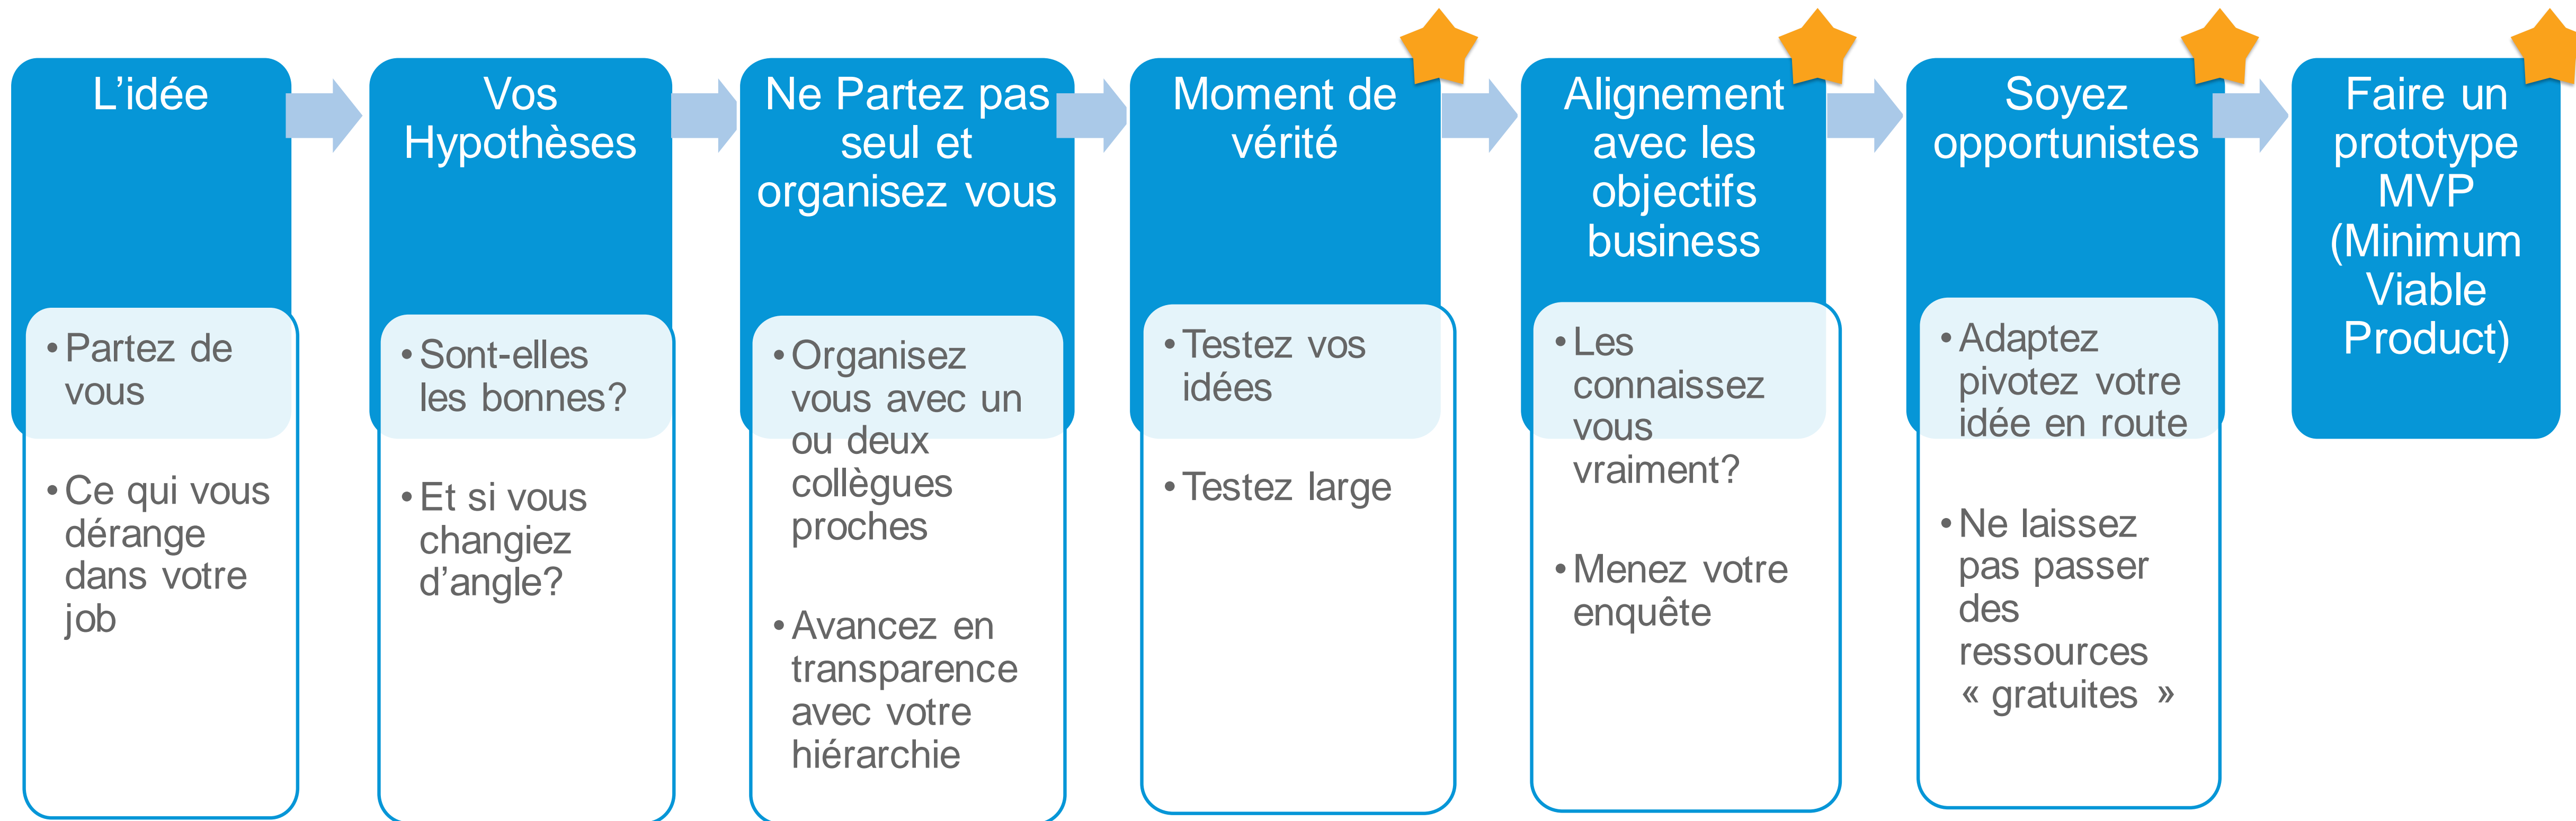 L’idée
• Partez de
vous
• Ce qui vous
dérange
dans votre
job
Vos
Hypothèses
• Sont-elles
les bonnes?
• Et si vous
changiez
d’angle?
Ne Partez pas
seul et
organisez vous
• Organisez
vous avec un
ou deux
collègues
proches
• Avancez en
transparence
avec votre
hiérarchie
Moment de
vérité
• Testez vos
idées
• Testez large
Alignement
avec les
objectifs
business
• Les
connaissez
vous
vraiment?
• Menez votre
enquête
Soyez
opportunistes
• Adaptez
pivotez votre
idée en route
• Ne laissez
pas passer
des
ressources
« gratuites »
Faire un
prototype
MVP
(Minimum
Viable
Product)